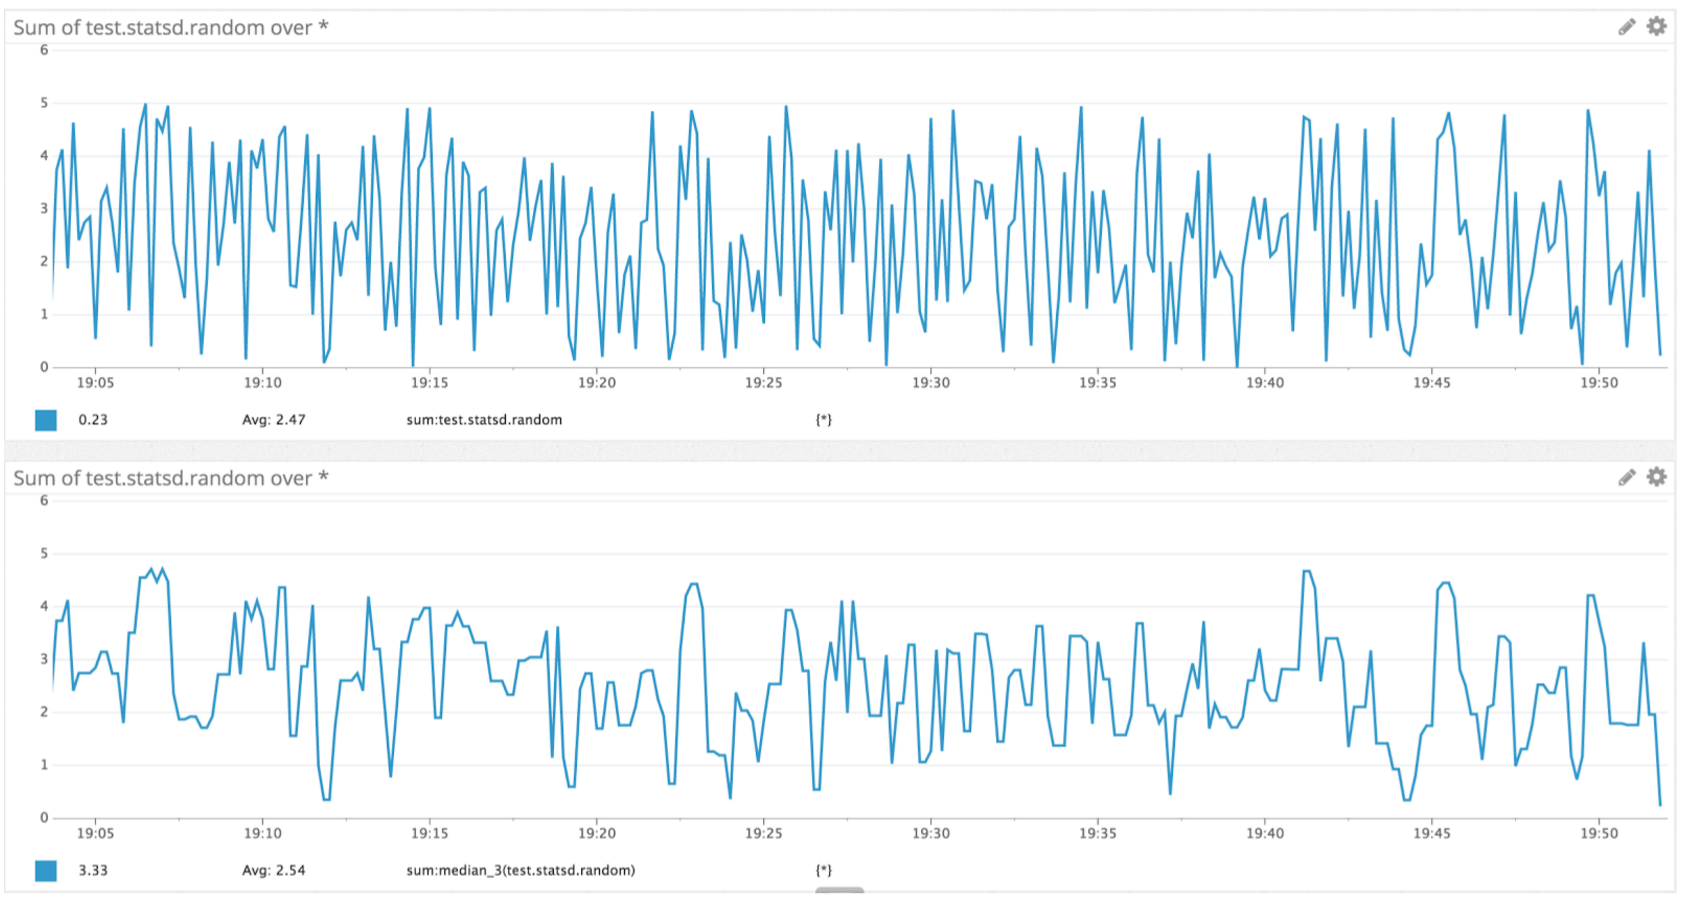 Sum of test.statsd.random over *
6
5
4
3
2
1
0
19:05 19:10 19:15 19:20 19:25 19:30 19:35 19:40 19:45 19:50
0.23 Avg: 2.47 sum:test.statsd.random {*}
Sum of test.statsd.random over *
6
5
4
3
2
1
0
19:05 19:10 19:15 19:20 19:25 19:30 19:35 19:40 19:45 19:50
3.33 Avg: 2.54 sum:median_3(test.statsd.random) {*}